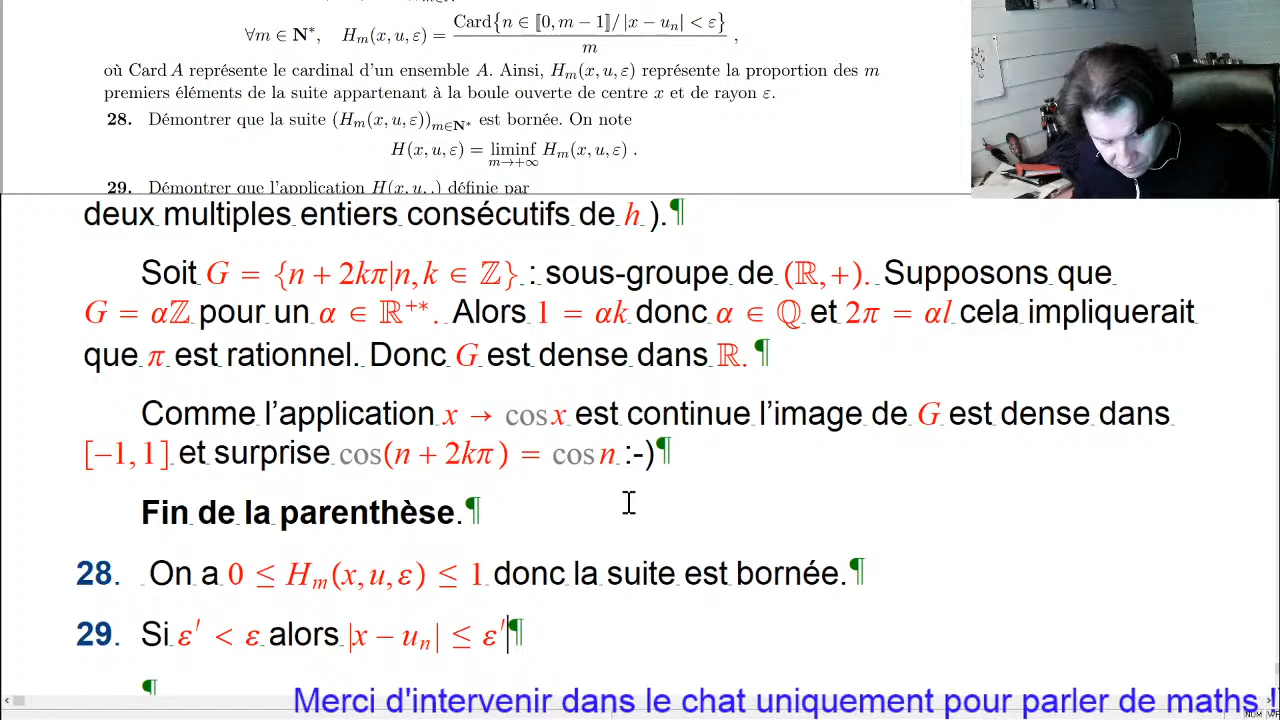 ∀m ∈ N*, H_m(x, u, ε) = Card{n ∈ ⟦0, m − 1⟧/ |x − u_n| < ε} / m ,
où Card A représente le cardinal d'un ensemble A. Ainsi, H_m(x, u, ε) représente la proportion des m
premiers éléments de la suite appartenant à la boule ouverte de centre x et de rayon ε.
28. Démontrer que la suite (H_m(x, u, ε))_{m∈N*} est bornée. On note
H(x, u, ε) = liminf_{m→+∞} H_m(x, u, ε) .
29. Démontrer que l'application H(x, u, .) définie par
deux multiples entiers consécutifs de h ).¶
Soit G = {n + 2kπ|n, k ∈ ℤ} : sous-groupe de (ℝ, +). Supposons que
G = αℤ pour un α ∈ ℝ⁺*. Alors 1 = αk donc α ∈ ℚ et 2π = αl cela impliquerait
que π est rationnel. Donc G est dense dans ℝ.¶
Comme l'application x → cos x est continue l'image de G est dense dans
[−1, 1] et surprise cos(n + 2kπ) = cos n :-)¶
Fin de la parenthèse.¶
28. On a 0 ≤ H_m(x, u, ε) ≤ 1 donc la suite est bornée.¶
29. Si ε′ < ε alors |x − u_n| ≤ ε′¶
¶
Merci d'intervenir dans le chat uniquement pour parler de maths !